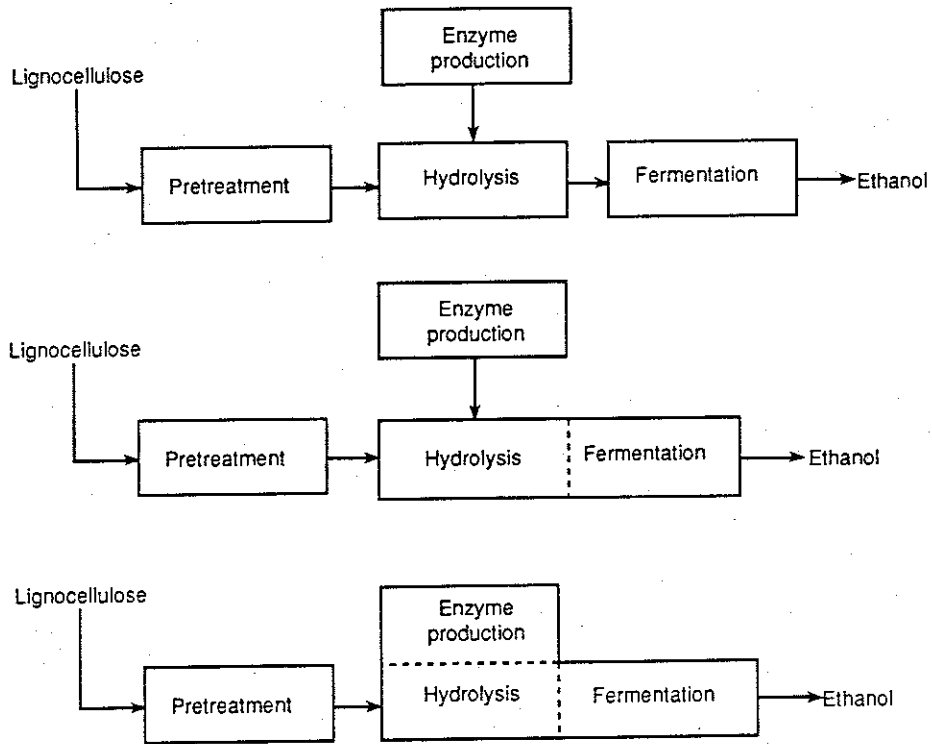 Enzyme
production
Lignocellulose
Pretreatment
Hydrolysis
Fermentation
Ethanol
Enzyme
production
Lignocellulose
Pretreatment
Hydrolysis
Fermentation
Ethanol
Lignocellulose
Enzyme
production
Pretreatment
Hydrolysis
Fermentation
Ethanol